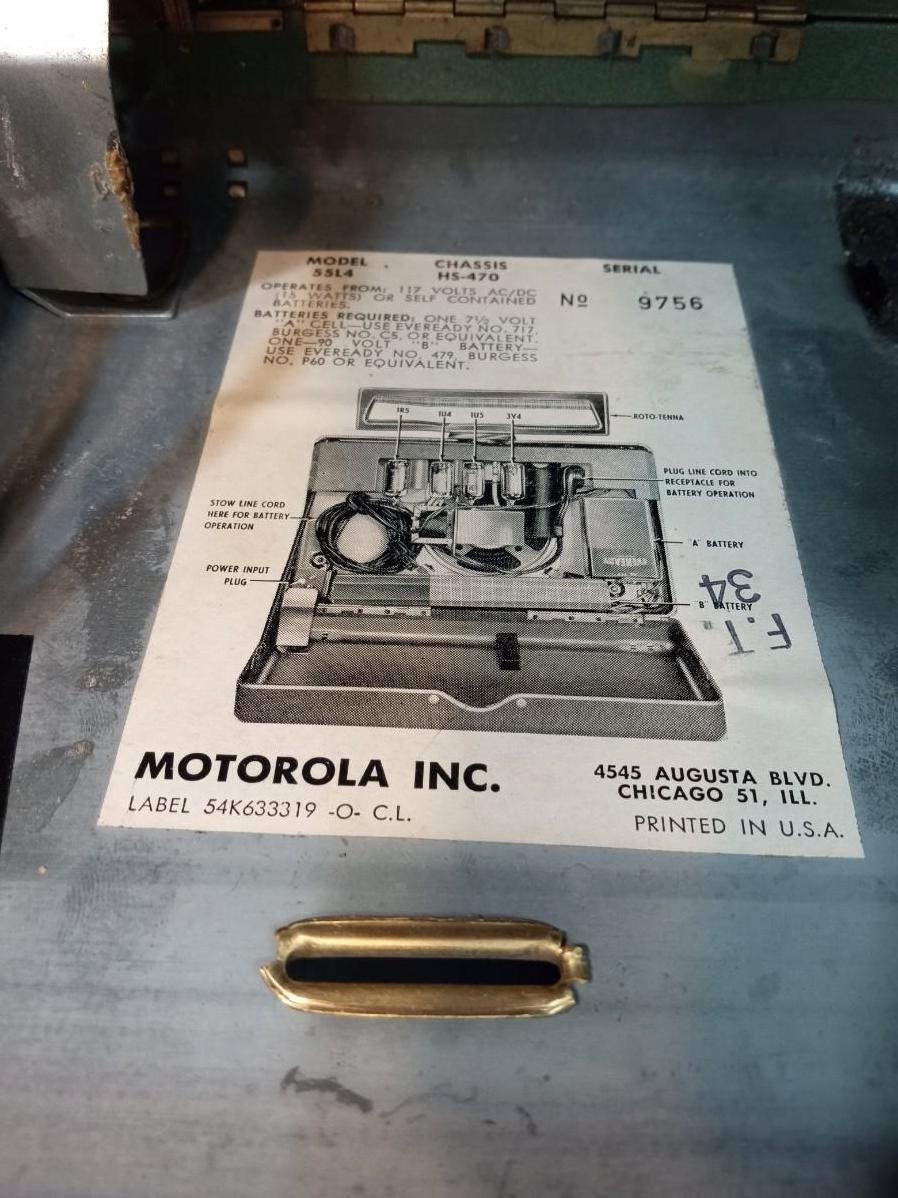 MODEL
55L4
CHASSIS
HS-470
SERIAL
OPERATES FROM: 117 VOLTS AC/DC
(15 WATTS) OR SELF CONTAINED
BATTERIES.
Nº 9756
BATTERIES REQUIRED: ONE 7½ VOLT
"A" CELL—USE EVEREADY NO. 717,
BURGESS NO. C5, OR EQUIVALENT.
ONE—90 VOLT "B" BATTERY—
USE EVEREADY NO. 479, BURGESS
NO. P60 OR EQUIVALENT.
1R5 1U4 1U5 3V4
ROTO-TENNA
PLUG LINE CORD INTO
RECEPTACLE FOR
BATTERY OPERATION
STOW LINE CORD
HERE FOR BATTERY
OPERATION
"A" BATTERY
EVEREADY
POWER INPUT
PLUG
"B" BATTERY
F.T.
34
MOTOROLA INC.
LABEL 54K633319 -O- C.L.
4545 AUGUSTA BLVD.
CHICAGO 51, ILL.
PRINTED IN U.S.A.